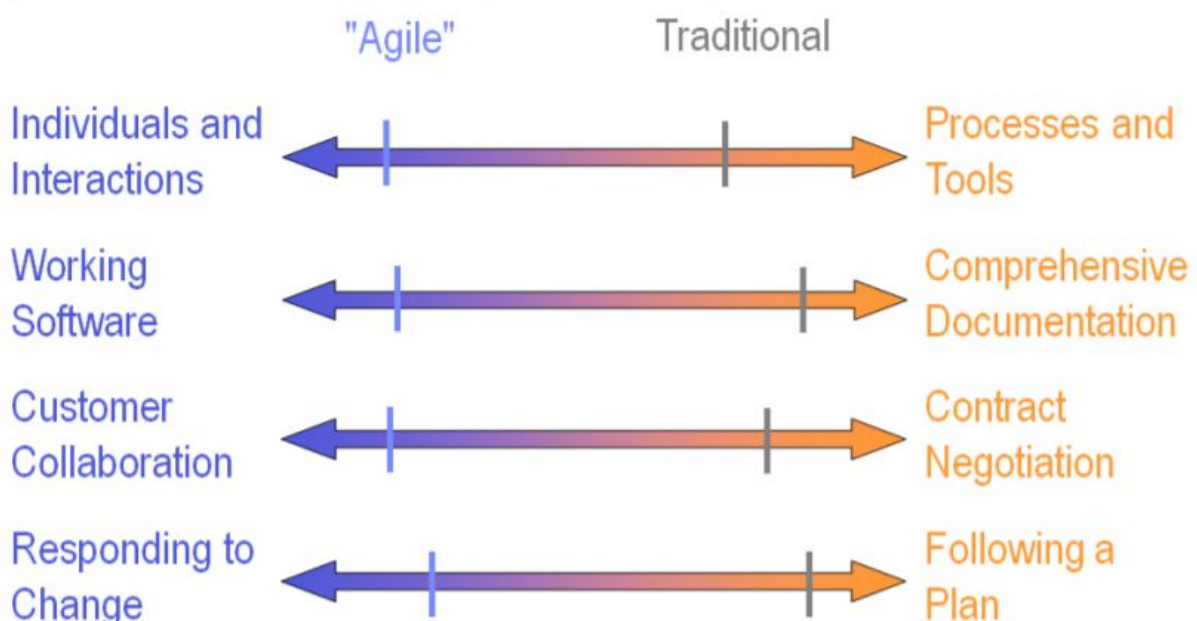 "Agile" Traditional
Individuals and Processes and
Interactions Tools
Working Comprehensive
Software Documentation
Customer Contract
Collaboration Negotiation
Responding to Following a
Change Plan